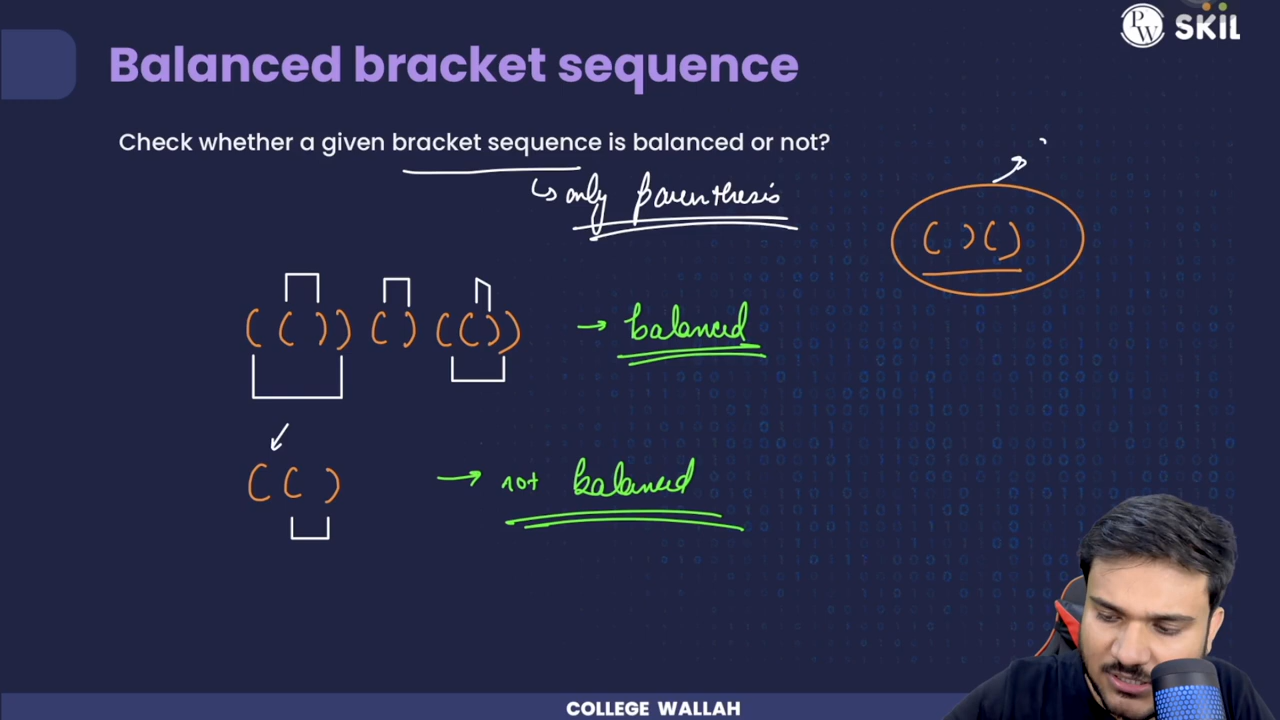 PW SKIL
Balanced bracket sequence
Check whether a given bracket sequence is balanced or not?
↳ only parenthesis
( ) ( )
( ( ) ) ( ) ( ( ) ) → balanced
( ( ) → not balanced
COLLEGE WALLAH